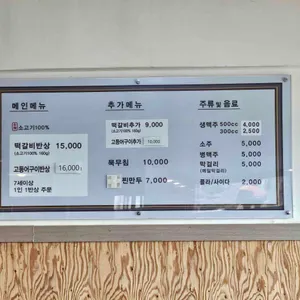 메인메뉴
소고기100%
떡갈비반상 15,000
(소고기100% 160g)
고등어구이반상 16,000
7세이상
1인 1반상 주문
추가메뉴
떡갈비추가 9,000
(소고기100% 160g)
고등어구이추가 10,000
묵무침 10,000
찐만두 7,000
주류 및 음료
생맥주 500cc 4,000
300cc 2,500
소주 5,000
병맥주 5,000
막걸리 5,000
콜라/사이다 2,000